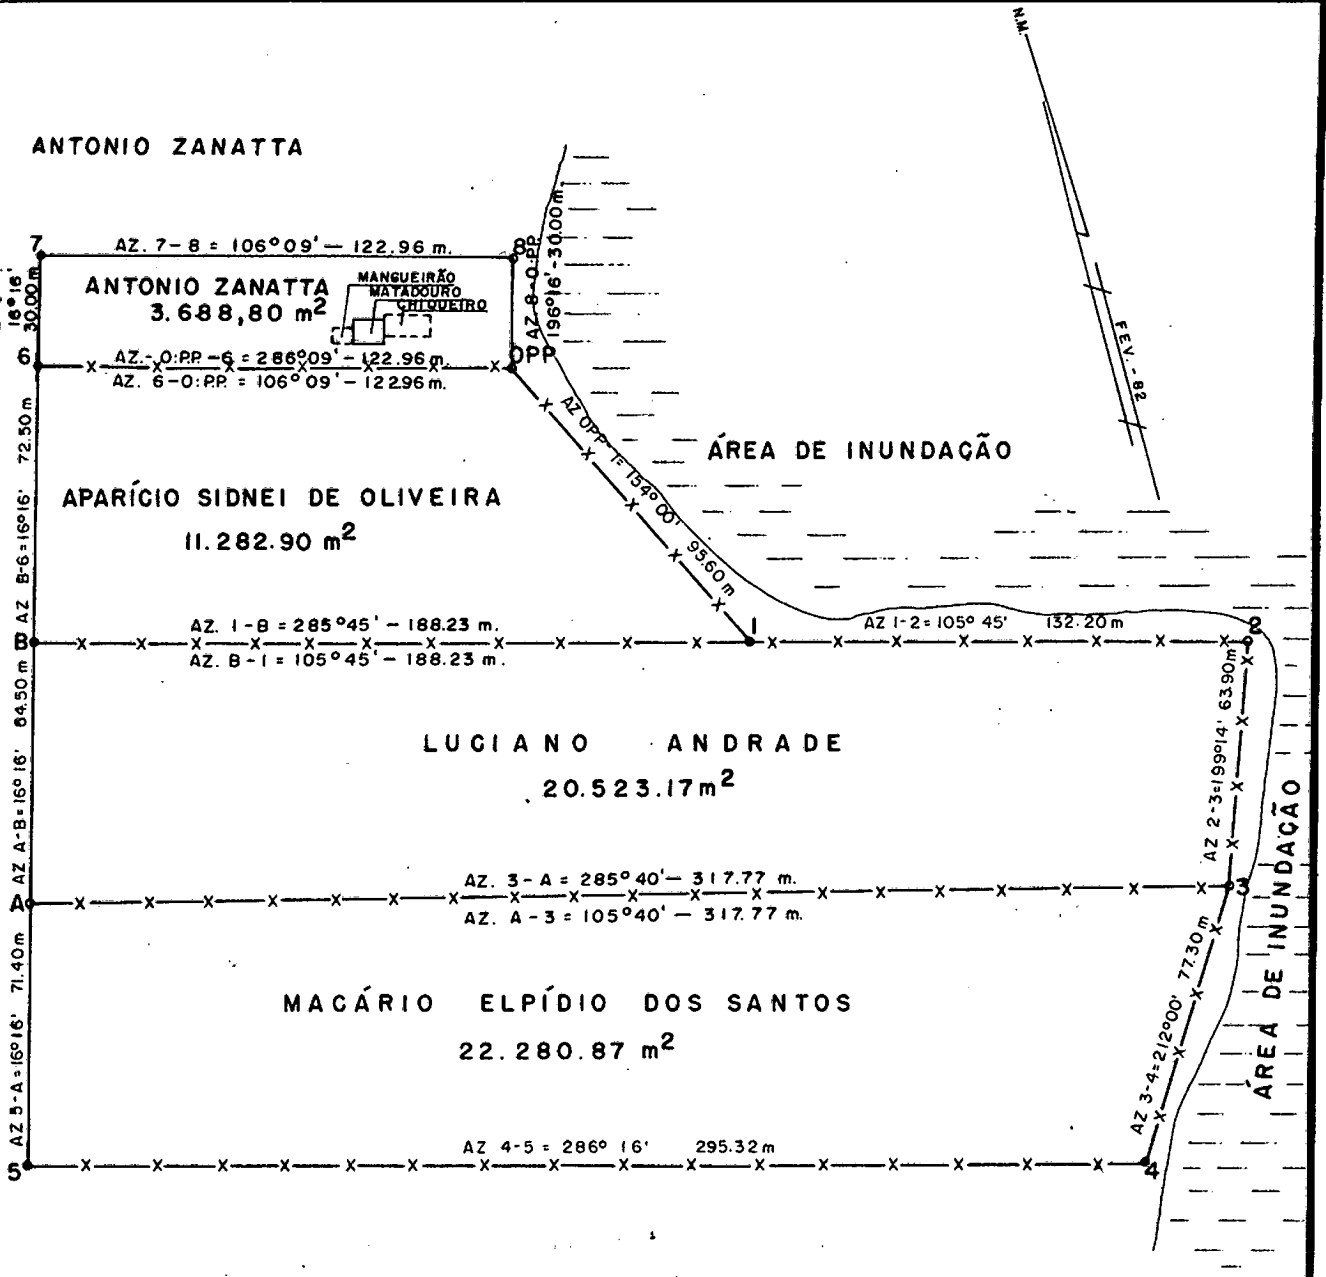 N.M.
ANTONIO ZANATTA
7
AZ. 7-8 = 106°09' — 122.96 m.
8
ANTONIO ZANATTA
3.688,80 m²
MANGUEIRÃO
MATADOURO
CHIQUEIRO
16°16'
30.00 m
AZ 8-0:PP
196°16'-30.00 m.
FEV. - 82
6
AZ.-0:PP.-6 = 286°09' - 122.96 m.
AZ. 6-0:PP. = 106°09' - 122.96 m.
0PP
AZ 0PP-1= 154°00' 95.60 m
ÁREA DE INUNDAÇÃO
AZ B-6=16°16' 72.50 m
APARÍCIO SIDNEI DE OLIVEIRA
11.282.90 m²
B
AZ. 1-B = 285°45' - 188.23 m.
AZ. B-1 = 105°45' - 188.23 m.
1
AZ 1-2 = 105° 45' 132.20 m
2
AZ A-B=16°16' 64.50 m
LUCIANO ANDRADE
20.523.17 m²
AZ 2-3=199°14' 63.90 m
A
AZ. 3-A = 285°40' - 317.77 m.
AZ. A-3 = 105°40' — 317.77 m.
3
AZ 5-A=16°16' 71.40 m
MACÁRIO ELPÍDIO DOS SANTOS
22.280.87 m²
AZ 3-4=212°00' 77.30 m
ÁREA DE INUNDAÇÃO
5
AZ 4-5 = 286° 16' 295.32 m
4